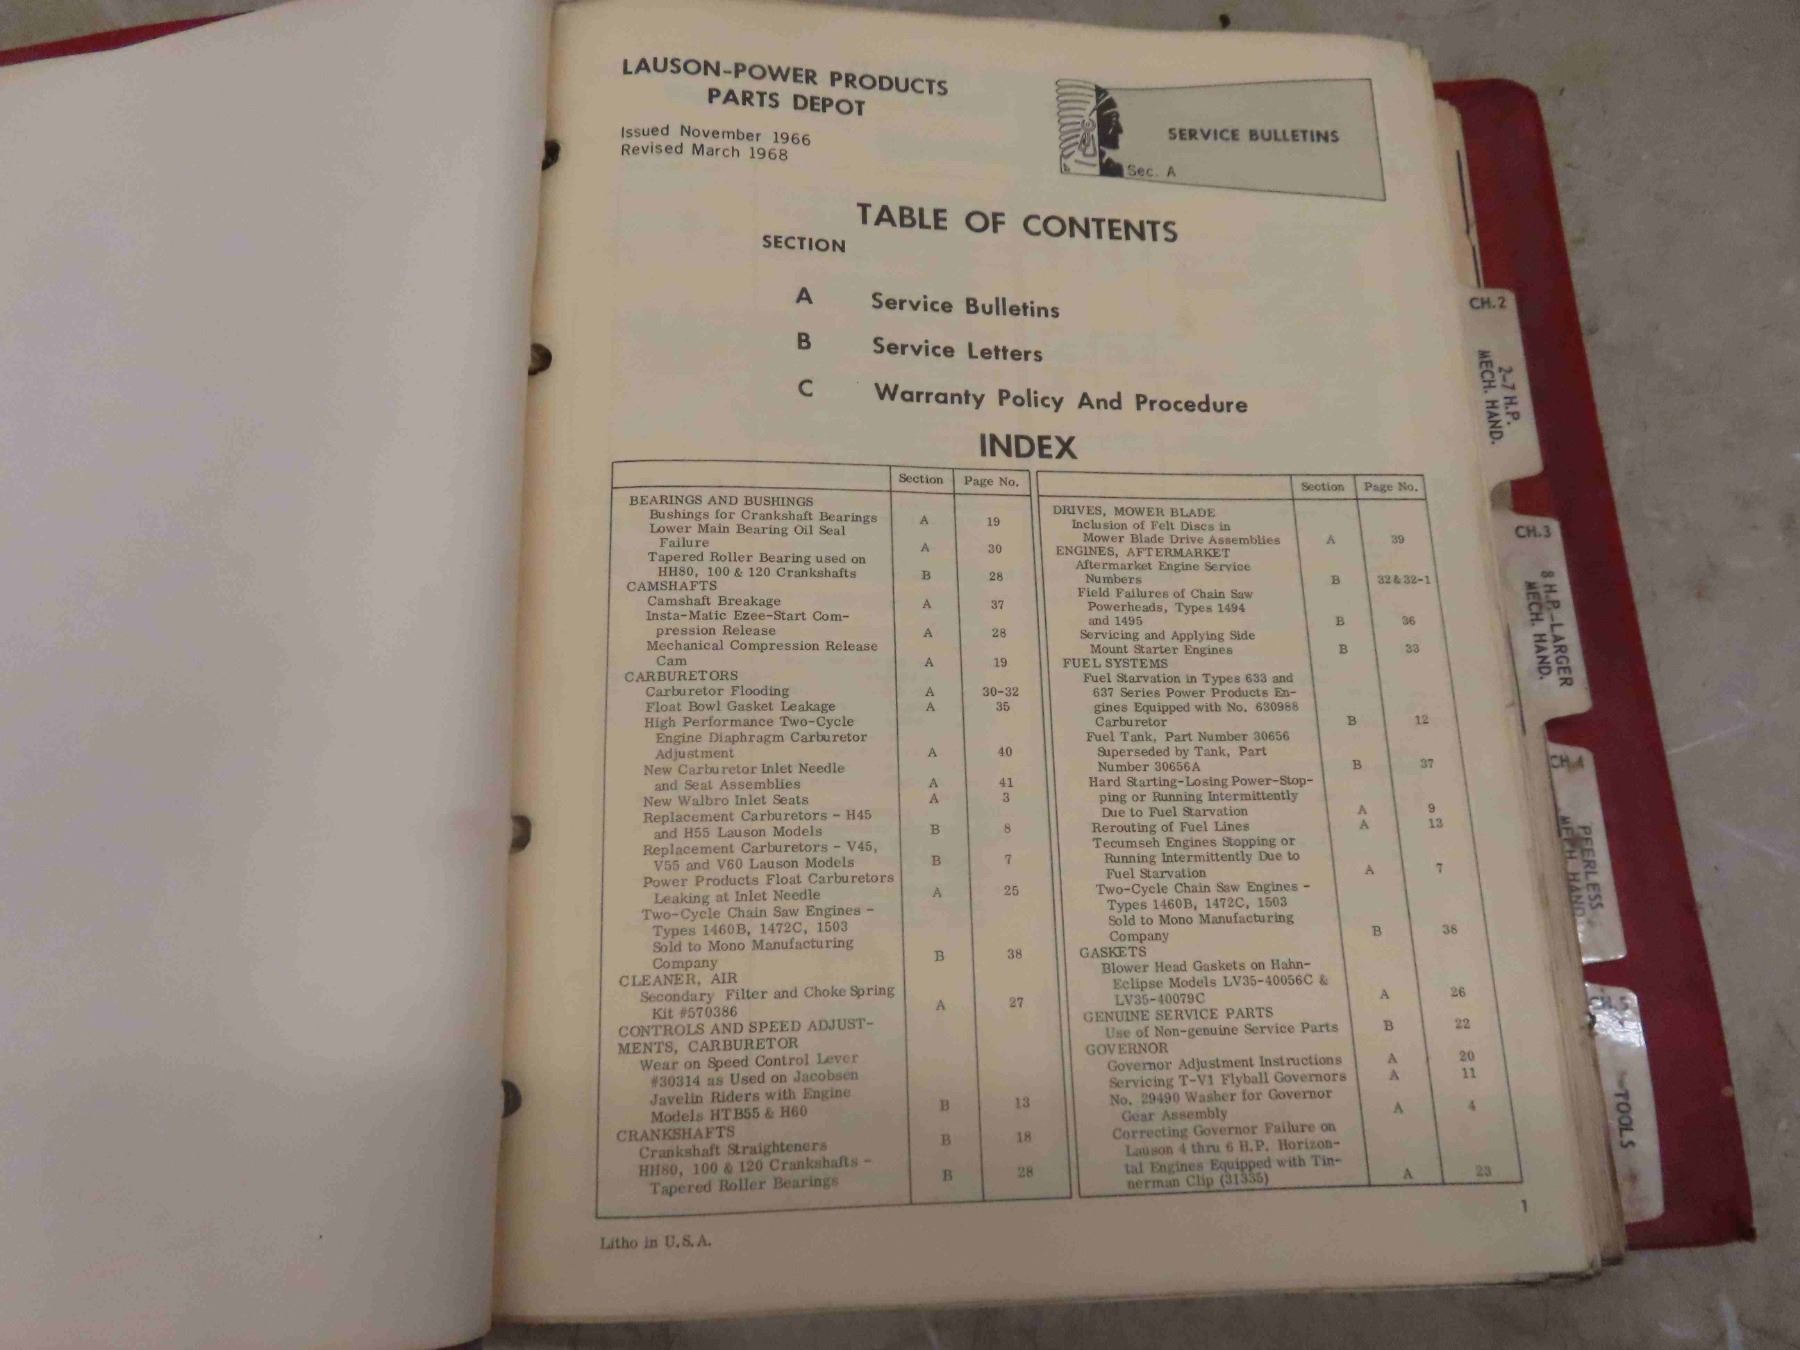 LAUSON-POWER PRODUCTS
PARTS DEPOT
Issued November 1966
Revised March 1968
SERVICE BULLETINS
Sec. A
TABLE OF CONTENTS
SECTION
A Service Bulletins
B Service Letters
C Warranty Policy And Procedure
INDEX
Section Page No.
BEARINGS AND BUSHINGS
Bushings for Crankshaft Bearings A 19
Lower Main Bearing Oil Seal
Failure A 30
Tapered Roller Bearing used on
HH80, 100 & 120 Crankshafts B 28
CAMSHAFTS
Camshaft Breakage A 37
Insta-Matic Ezee-Start Com-
pression Release A 28
Mechanical Compression Release
Cam A 19
CARBURETORS
Carburetor Flooding A 30-32
Float Bowl Gasket Leakage A 35
High Performance Two-Cycle
Engine Diaphragm Carburetor
Adjustment A 40
New Carburetor Inlet Needle
and Seat Assemblies A 41
New Walbro Inlet Seats A 3
Replacement Carburetors - H45
and H55 Lauson Models B 8
Replacement Carburetors - V45,
V55 and V60 Lauson Models B 7
Power Products Float Carburetors
Leaking at Inlet Needle A 25
Two-Cycle Chain Saw Engines -
Types 1460B, 1472C, 1503
Sold to Mono Manufacturing
Company B 38
CLEANER, AIR
Secondary Filter and Choke Spring
Kit #570386 A 27
CONTROLS AND SPEED ADJUST-
MENTS, CARBURETOR
Wear on Speed Control Lever
#30314 as Used on Jacobsen
Javelin Riders with Engine
Models HTB55 & H60 B 13
CRANKSHAFTS
Crankshaft Straighteners B 18
HH80, 100 & 120 Crankshafts -
Tapered Roller Bearings B 28
Section Page No.
DRIVES, MOWER BLADE
Inclusion of Felt Discs in
Mower Blade Drive Assemblies A 39
ENGINES, AFTERMARKET
Aftermarket Engine Service
Numbers B 32&32-1
Field Failures of Chain Saw
Powerheads, Types 1494
and 1495 B 36
Servicing and Applying Side
Mount Starter Engines B 33
FUEL SYSTEMS
Fuel Starvation in Types 633 and
637 Series Power Products En-
gines Equipped with No. 630988
Carburetor B 12
Fuel Tank, Part Number 30656
Superseded by Tank, Part
Number 30656A B 37
Hard Starting-Losing Power-Stop-
ping or Running Intermittently
Due to Fuel Starvation A 9
Rerouting of Fuel Lines A 13
Tecumseh Engines Stopping or
Running Intermittently Due to
Fuel Starvation A 7
Two-Cycle Chain Saw Engines -
Types 1460B, 1472C, 1503
Sold to Mono Manufacturing
Company B 38
GASKETS
Blower Head Gaskets on Hahn-
Eclipse Models LV35-40056C &
LV35-40079C A 26
GENUINE SERVICE PARTS
Use of Non-genuine Service Parts B 22
GOVERNOR
Governor Adjustment Instructions A 20
Servicing T-V1 Flyball Governors A 11
No. 29490 Washer for Governor
Gear Assembly A 4
Correcting Governor Failure on
Lauson 4 thru 6 H.P. Horizon-
tal Engines Equipped with Tin-
nerman Clip (31335) A 23
1
Litho in U.S.A.
CH.2
2-7 H.P.
MECH. HAND.
CH.3
8 H.P.-LARGER
MECH. HAND.
CH.4
PEERLESS
MECH HAND.
CH.5
-TOOLS